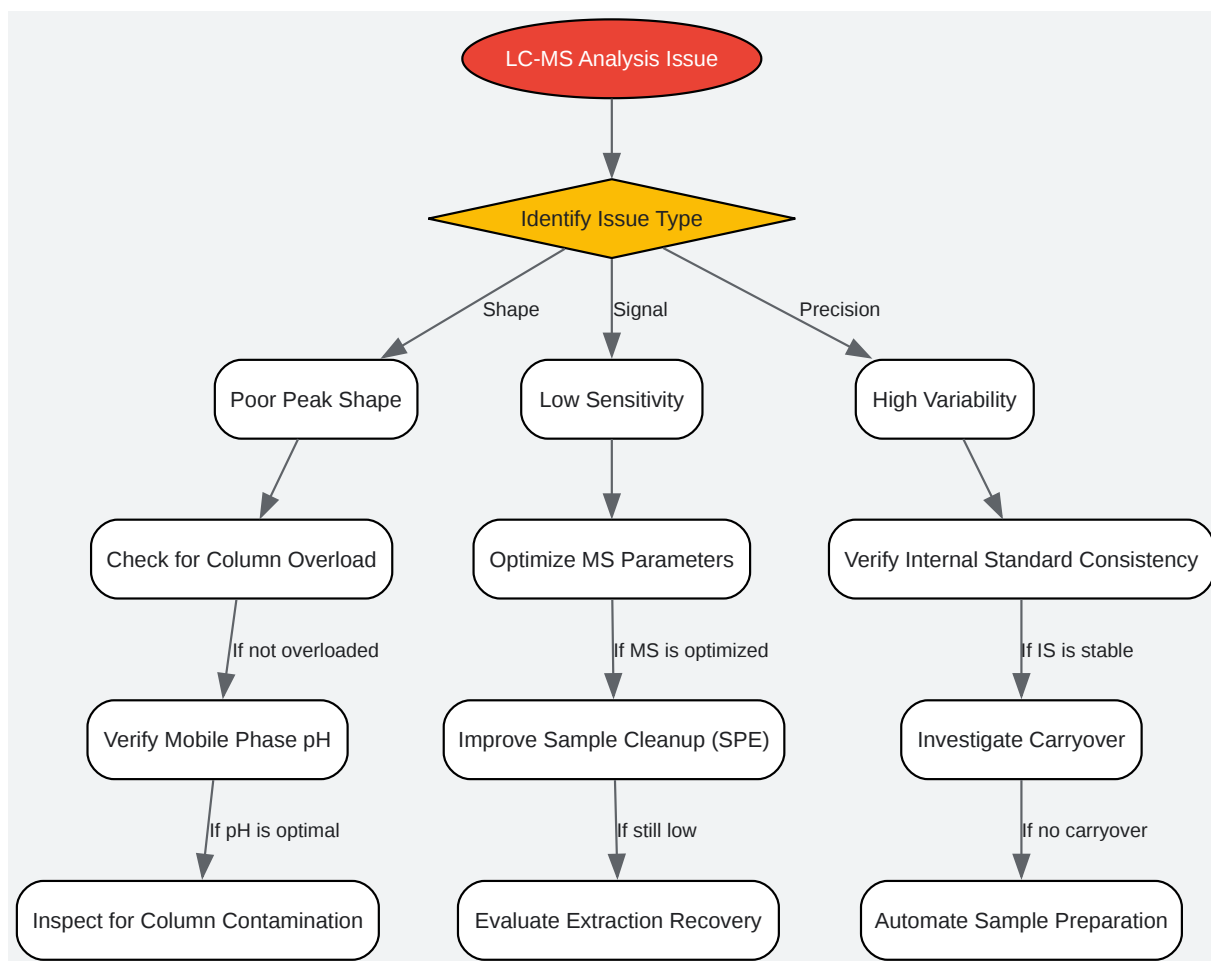 LC-MS Analysis Issue
Identify Issue Type
Shape
Signal
Precision
Poor Peak Shape
Low Sensitivity
High Variability
Check for Column Overload
Optimize MS Parameters
Verify Internal Standard Consistency
If not overloaded
If MS is optimized
If IS is stable
Verify Mobile Phase pH
Improve Sample Cleanup (SPE)
Investigate Carryover
If pH is optimal
If still low
If no carryover
Inspect for Column Contamination
Evaluate Extraction Recovery
Automate Sample Preparation